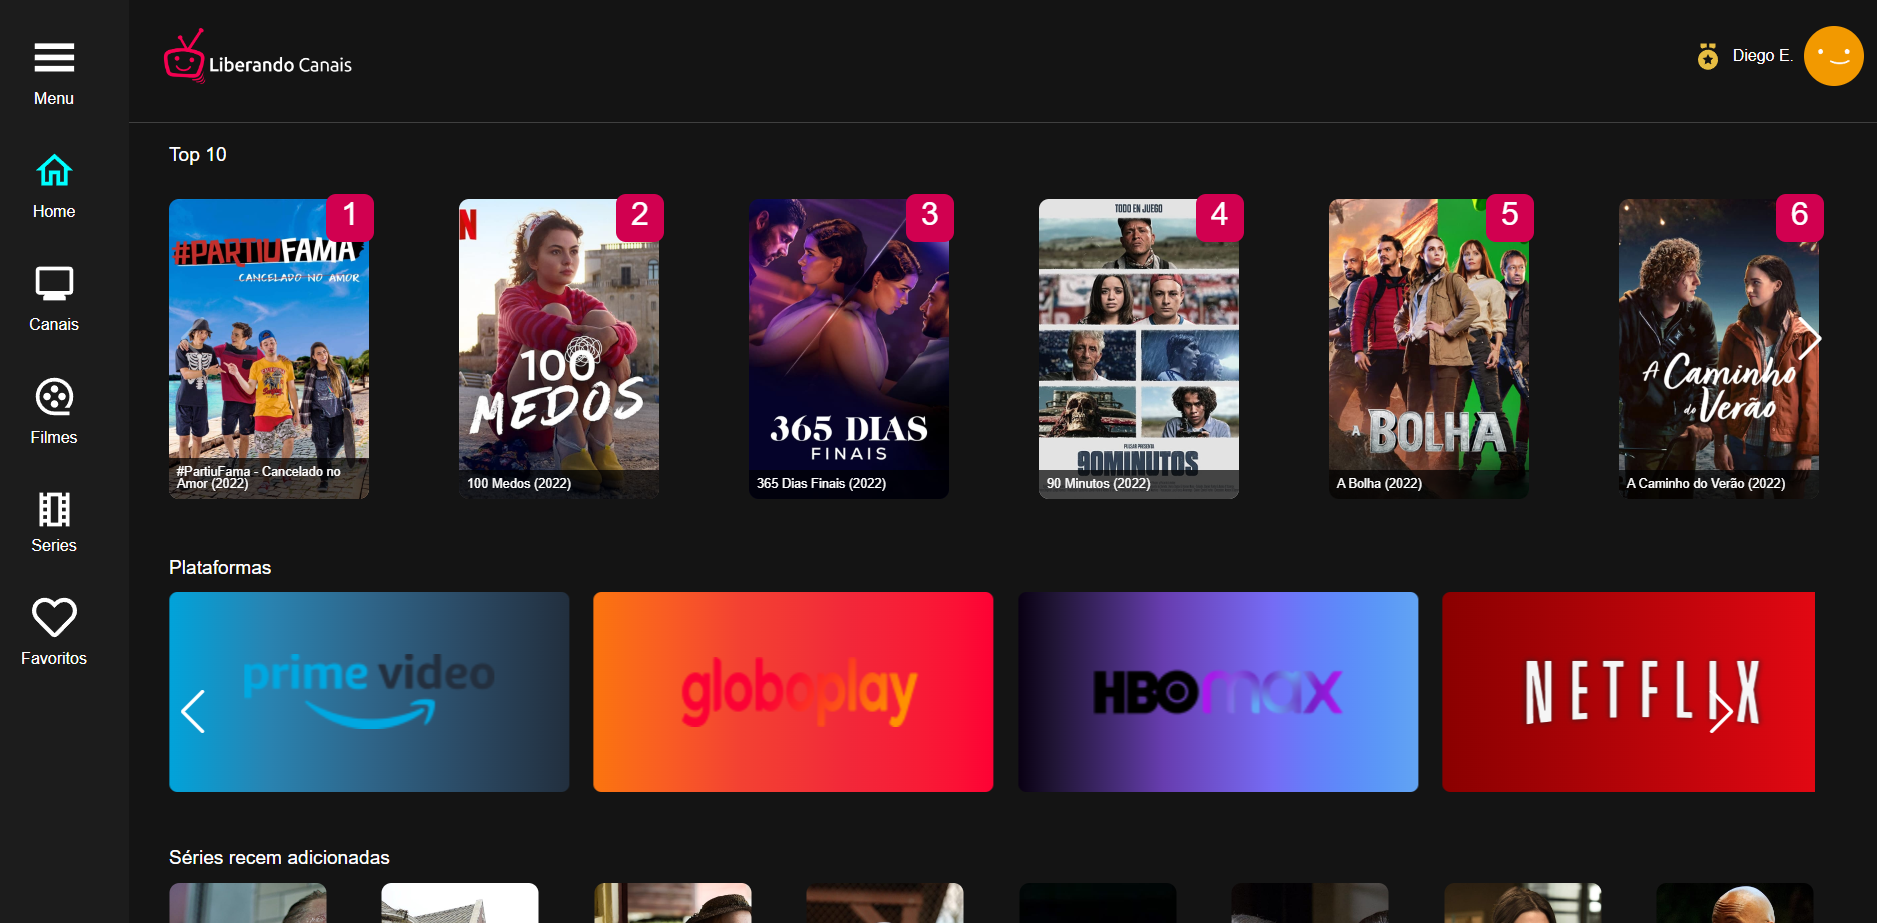 Menu
Home
Canais
Filmes
Series
Favoritos
Liberando Canais
Diego E.
Top 10
1
#PARTIUFAMA
CANCELADO NO AMOR
#PartiuFama - Cancelado no
Amor (2022)
2
N
100
MEDOS
100 Medos (2022)
3
365 DIAS
FINAIS
365 Dias Finais (2022)
4
TODO EN JUEGO
90MINUTOS
90 Minutos (2022)
5
A BOLHA
A Bolha (2022)
6
A Caminho
do Verão
A Caminho do Verão (2022)
Plataformas
prime video
globoplay
HBOmax
NETFLIX
Séries recem adicionadas